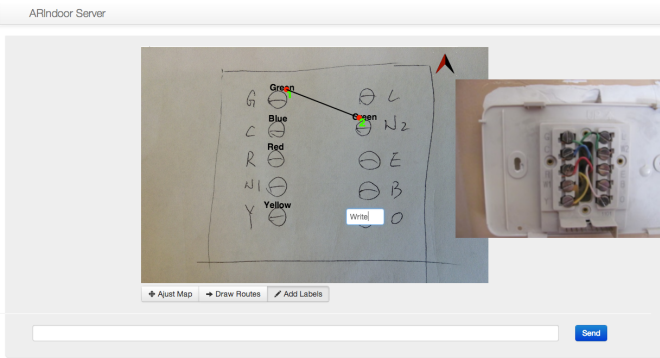 ARIndoor Server
Green
G L
Blue Green
C N2
Red
R E
N1 B
Yellow
Y Write O
Ajust Map Draw Routes Add Labels
Send